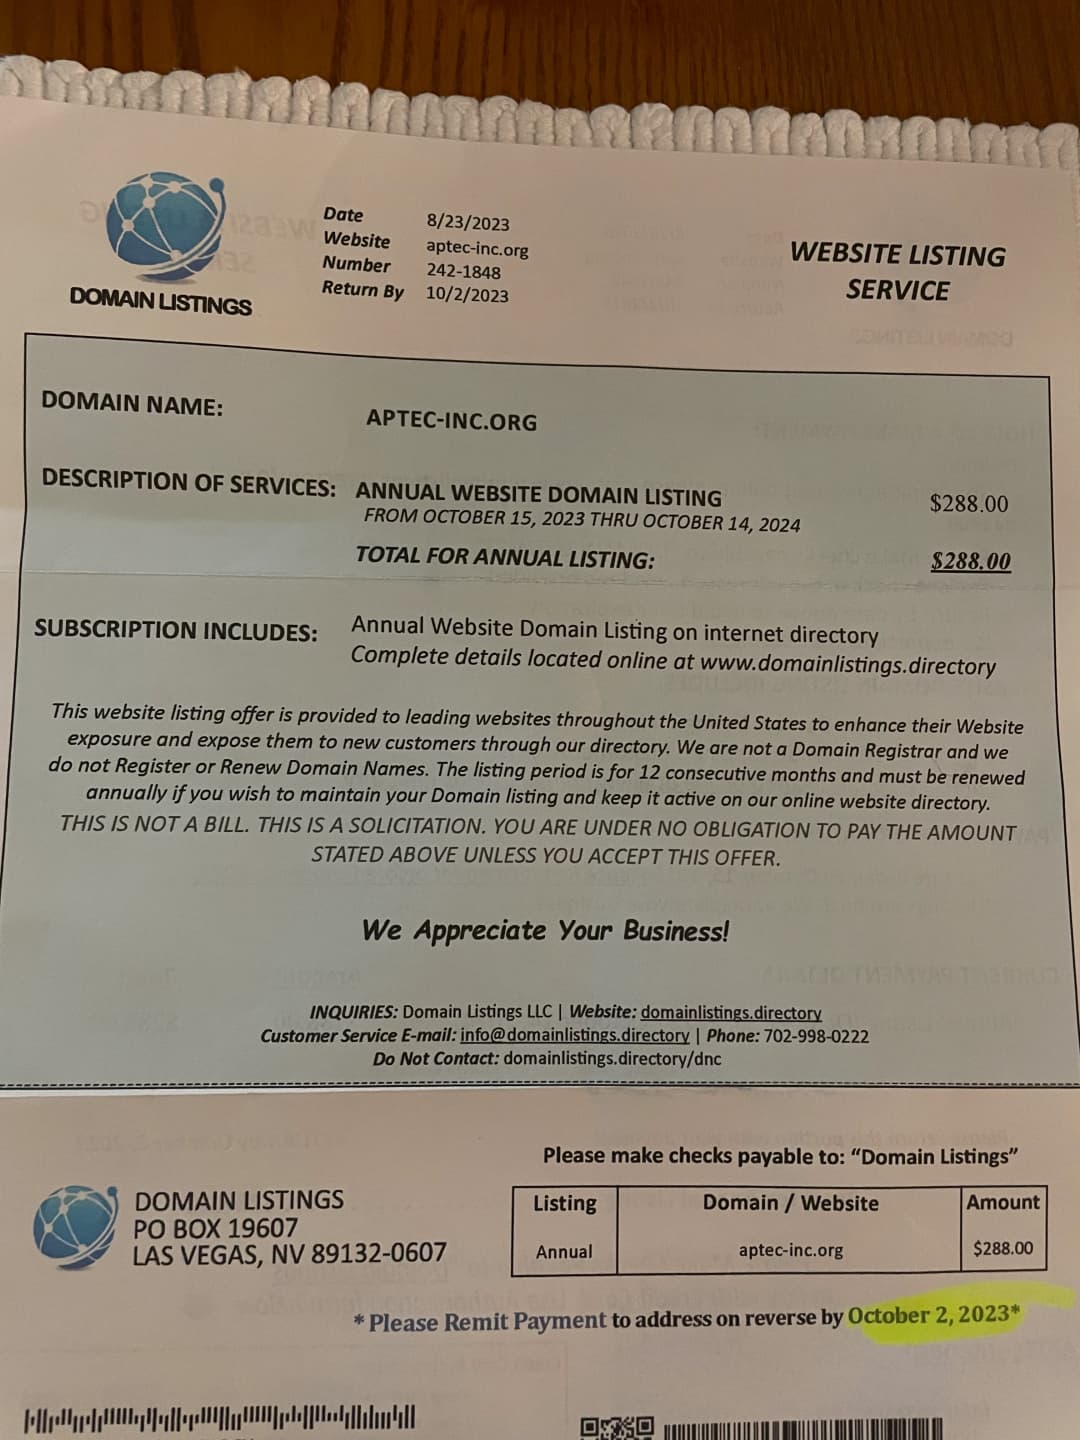 DOMAIN LISTINGS
Date 8/23/2023
Website aptec-inc.org
Number 242-1848
Return By 10/2/2023
WEBSITE LISTING
SERVICE
DOMAIN NAME: APTEC-INC.ORG
DESCRIPTION OF SERVICES: ANNUAL WEBSITE DOMAIN LISTING $288.00
FROM OCTOBER 15, 2023 THRU OCTOBER 14, 2024
TOTAL FOR ANNUAL LISTING: $288.00
SUBSCRIPTION INCLUDES: Annual Website Domain Listing on internet directory
Complete details located online at www.domainlistings.directory
This website listing offer is provided to leading websites throughout the United States to enhance their Website
exposure and expose them to new customers through our directory. We are not a Domain Registrar and we
do not Register or Renew Domain Names. The listing period is for 12 consecutive months and must be renewed
annually if you wish to maintain your Domain listing and keep it active on our online website directory.
THIS IS NOT A BILL. THIS IS A SOLICITATION. YOU ARE UNDER NO OBLIGATION TO PAY THE AMOUNT
STATED ABOVE UNLESS YOU ACCEPT THIS OFFER.
We Appreciate Your Business!
INQUIRIES: Domain Listings LLC | Website: domainlistings.directory
Customer Service E-mail: info@domainlistings.directory | Phone: 702-998-0222
Do Not Contact: domainlistings.directory/dnc
Please make checks payable to: “Domain Listings”
DOMAIN LISTINGS
PO BOX 19607
LAS VEGAS, NV 89132-0607
Listing Domain / Website Amount
Annual aptec-inc.org $288.00
*Please Remit Payment to address on reverse by October 2, 2023*